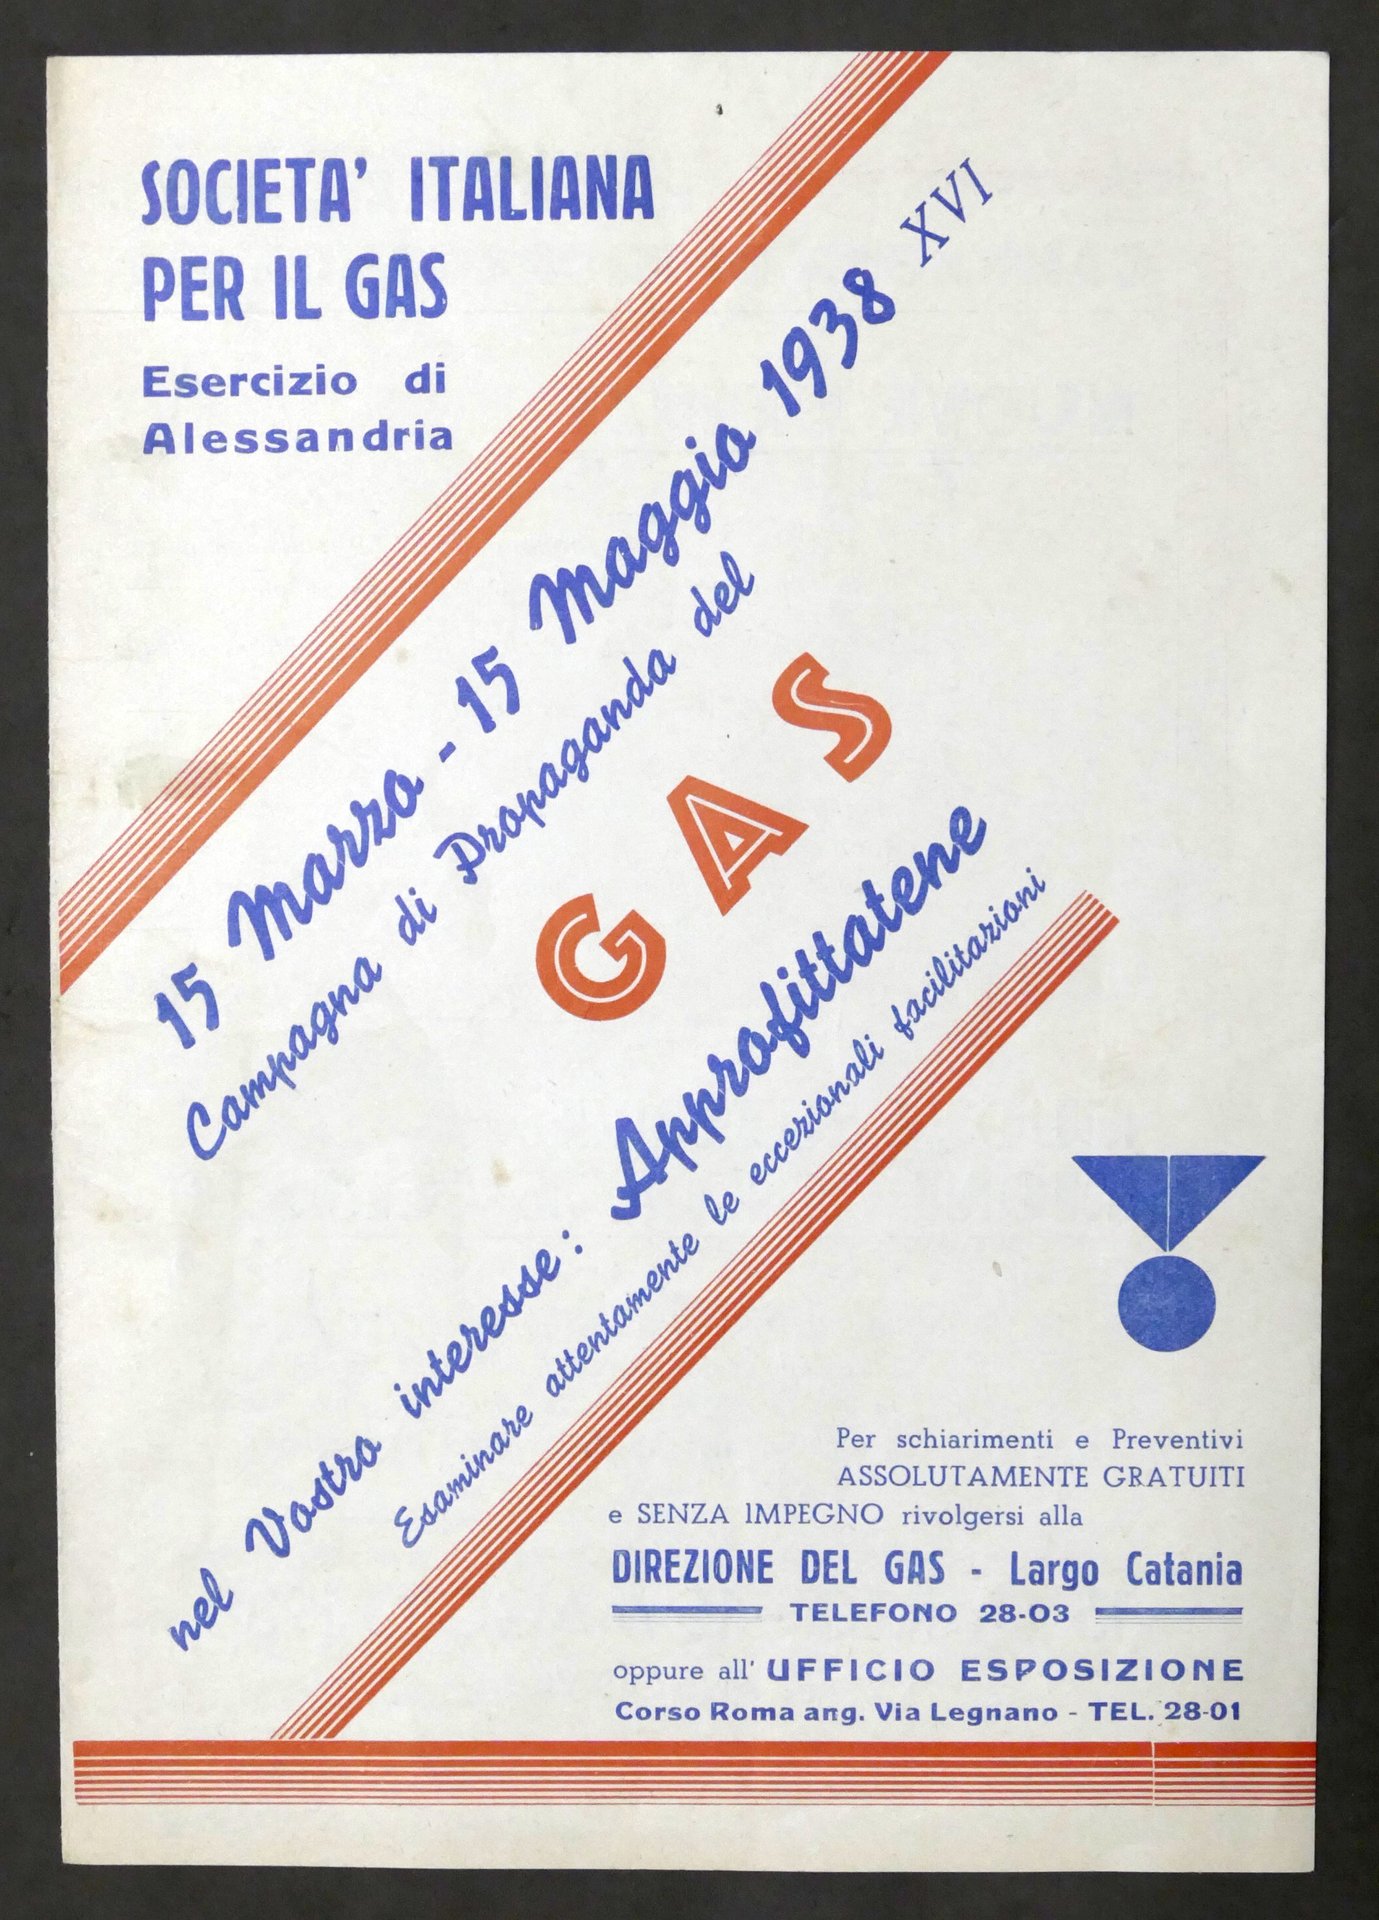 SOCIETA' ITALIANA
PER IL GAS
Esercizio di
Alessandria
15 Marzo - 15 Maggio 1938 XVI
Campagna di Propaganda del
GAS
nel Vostro interesse: Approfittatene
Esaminare attentamente le eccezionali facilitazioni
Per schiarimenti e Preventivi
ASSOLUTAMENTE GRATUITI
e SENZA IMPEGNO rivolgersi alla
DIREZIONE DEL GAS - Largo Catania
TELEFONO 28-03
oppure all' UFFICIO ESPOSIZIONE
Corso Roma ang. Via Legnano - TEL. 28-01